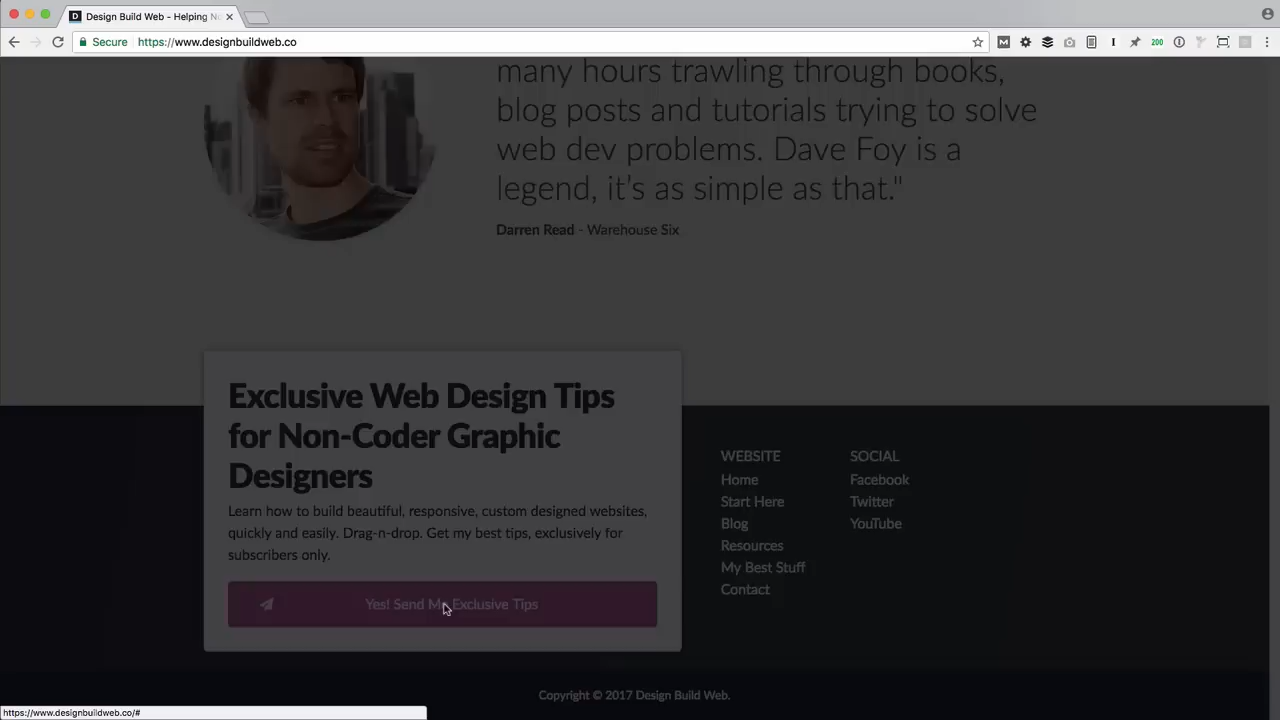 Design Build Web - Helping No
Secure
https://www.designbuildweb.co
200
many hours trawling through books,
blog posts and tutorials trying to solve
web dev problems. Dave Foy is a
legend, it's as simple as that."
Darren Read - Warehouse Six
Exclusive Web Design Tips
for Non-Coder Graphic
Designers
Learn how to build beautiful, responsive, custom designed websites,
quickly and easily. Drag-n-drop. Get my best tips, exclusively for
subscribers only.
Yes! Send My Exclusive Tips
WEBSITE
Home
Start Here
Blog
Resources
My Best Stuff
Contact
SOCIAL
Facebook
Twitter
YouTube
Copyright © 2017 Design Build Web.
https://www.designbuildweb.co/#